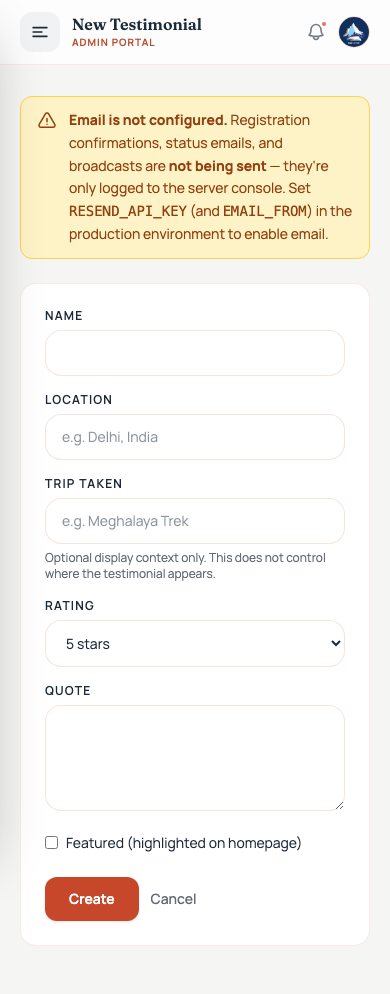 New Testimonial
ADMIN PORTAL
Email is not configured. Registration
confirmations, status emails, and
broadcasts are not being sent — they're
only logged to the server console. Set
RESEND_API_KEY (and EMAIL_FROM) in the
production environment to enable email.
NAME
LOCATION
e.g. Delhi, India
TRIP TAKEN
e.g. Meghalaya Trek
Optional display context only. This does not control
where the testimonial appears.
RATING
5 stars
QUOTE
Featured (highlighted on homepage)
Create Cancel